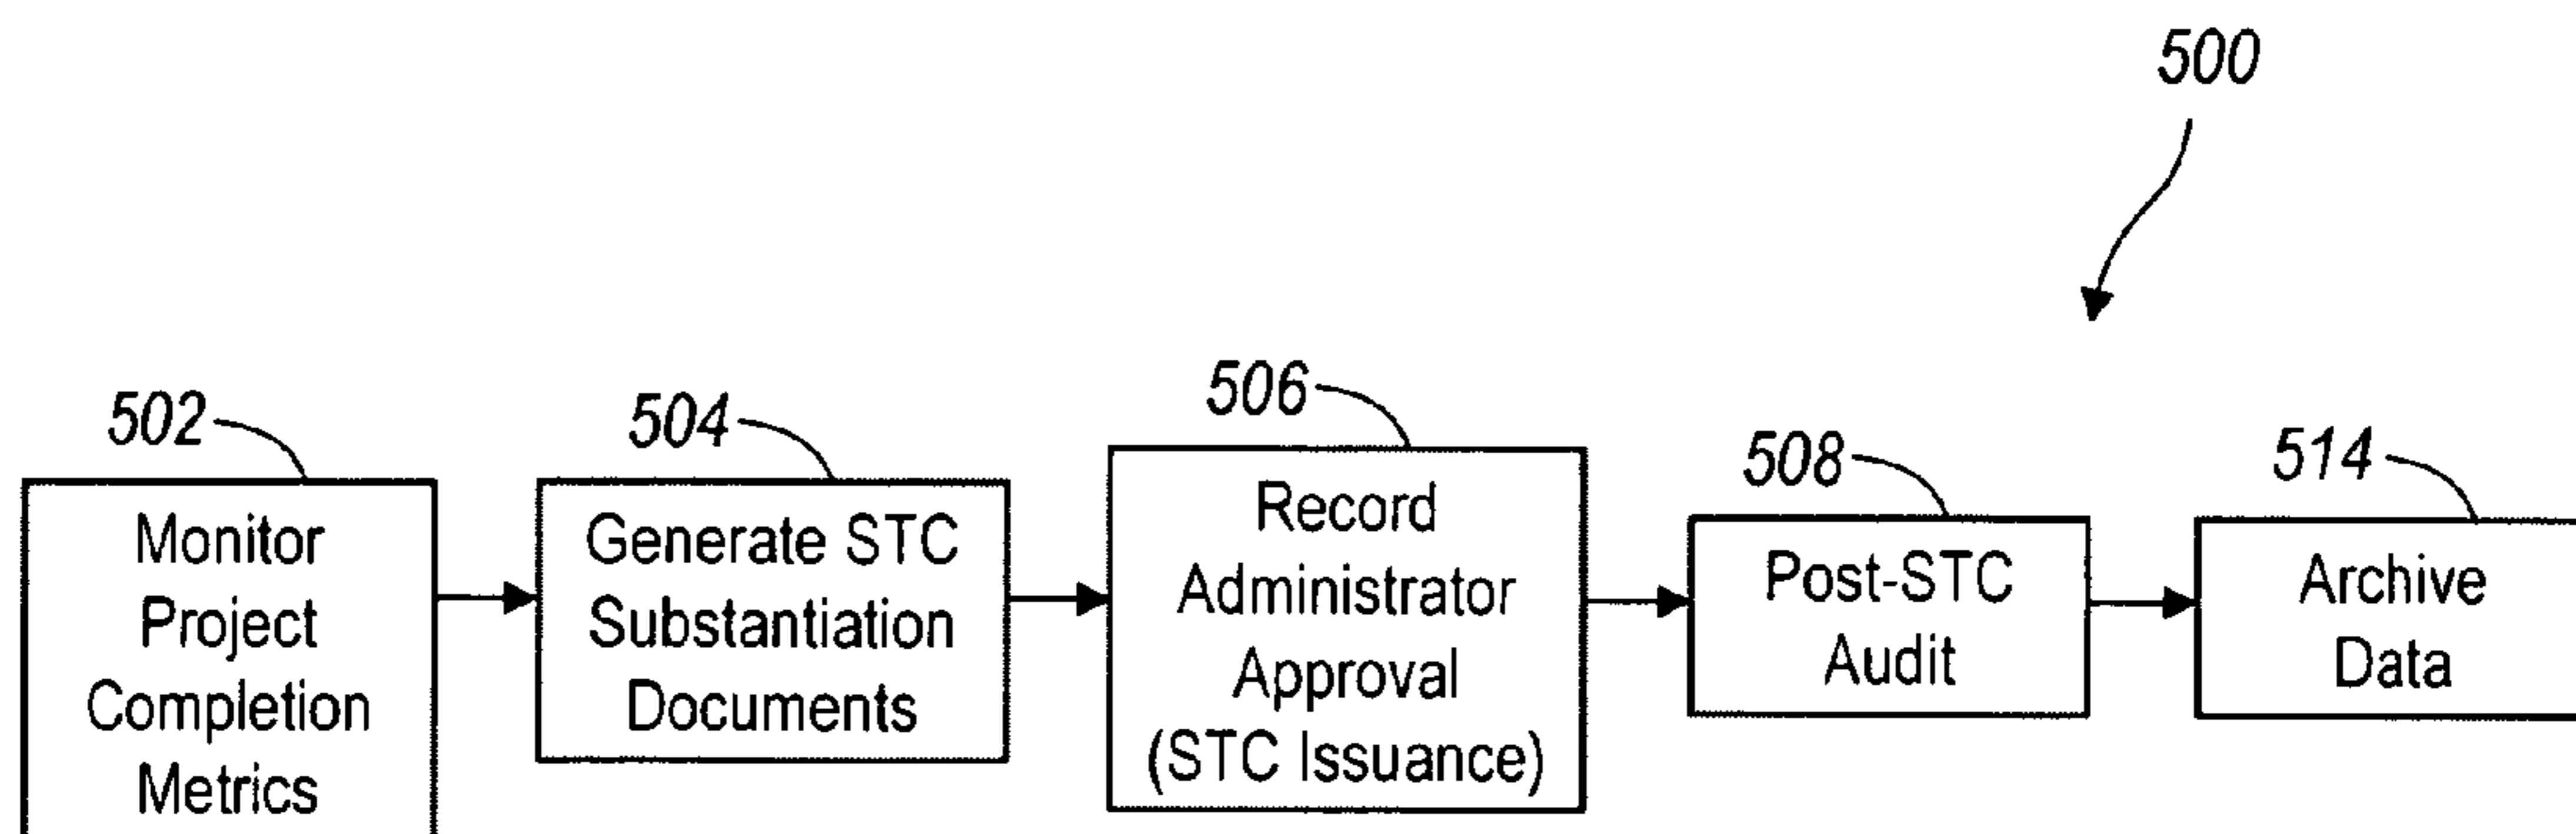 500
502
Monitor
Project
Completion
Metrics
504
Generate STC
Substantiation
Documents
506
Record
Administrator
Approval
(STC Issuance)
508
Post-STC
Audit
514
Archive
Data